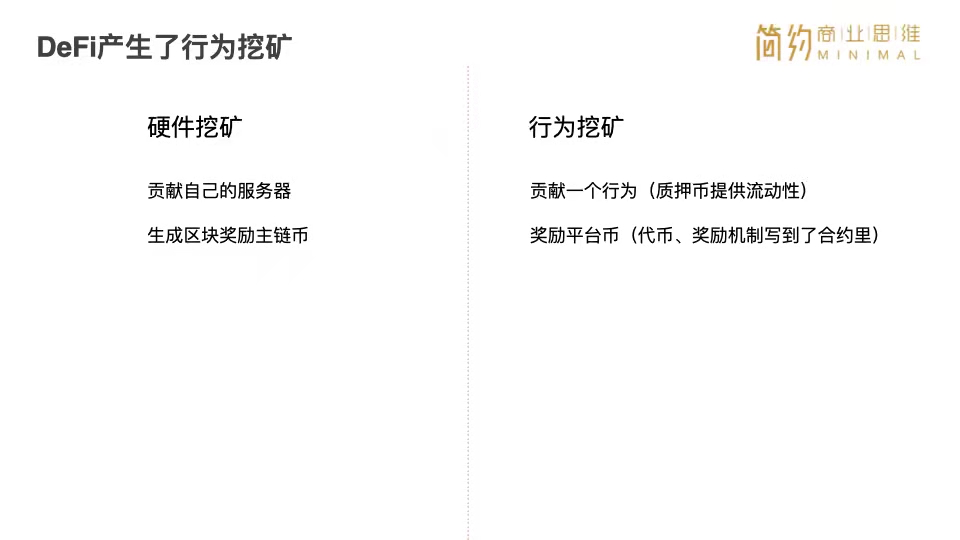 DeFi产生了行为挖矿
简约商业思维
MINIMAL
硬件挖矿
贡献自己的服务器
生成区块奖励主链币
行为挖矿
贡献一个行为（质押币提供流动性）
奖励平台币（代币、奖励机制写到了合约里）